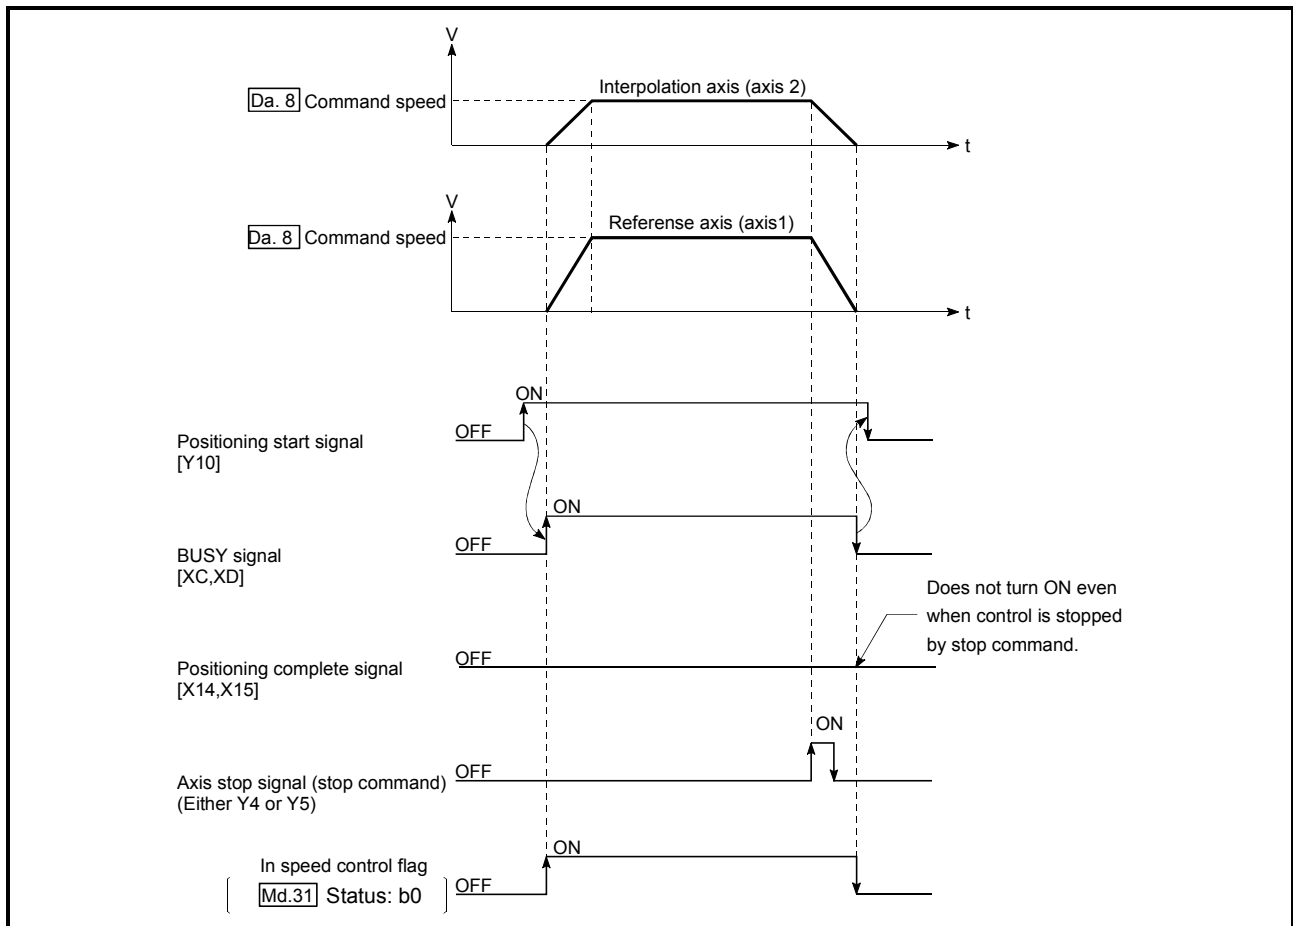 V
Interpolation axis (axis 2)
Da. 8 Command speed
t
V
Referense axis (axis1)
Da. 8 Command speed
t
ON
OFF
Positioning start signal
[Y10]
ON
OFF
BUSY signal
[XC,XD]
Does not turn ON even
when control is stopped
by stop command.
OFF
Positioning complete signal
[X14,X15]
ON
OFF
Axis stop signal (stop command)
(Either Y4 or Y5)
ON
In speed control flag
OFF
Md.31 Status: b0